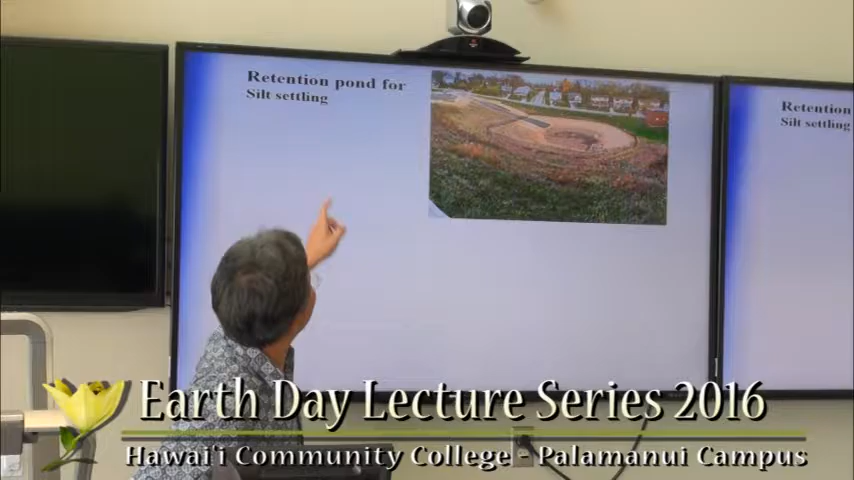 Retention pond for
Silt settling
Retention
Silt settling
Earth Day Lecture Series 2016
Hawai'i Community College - Palamanui Campus